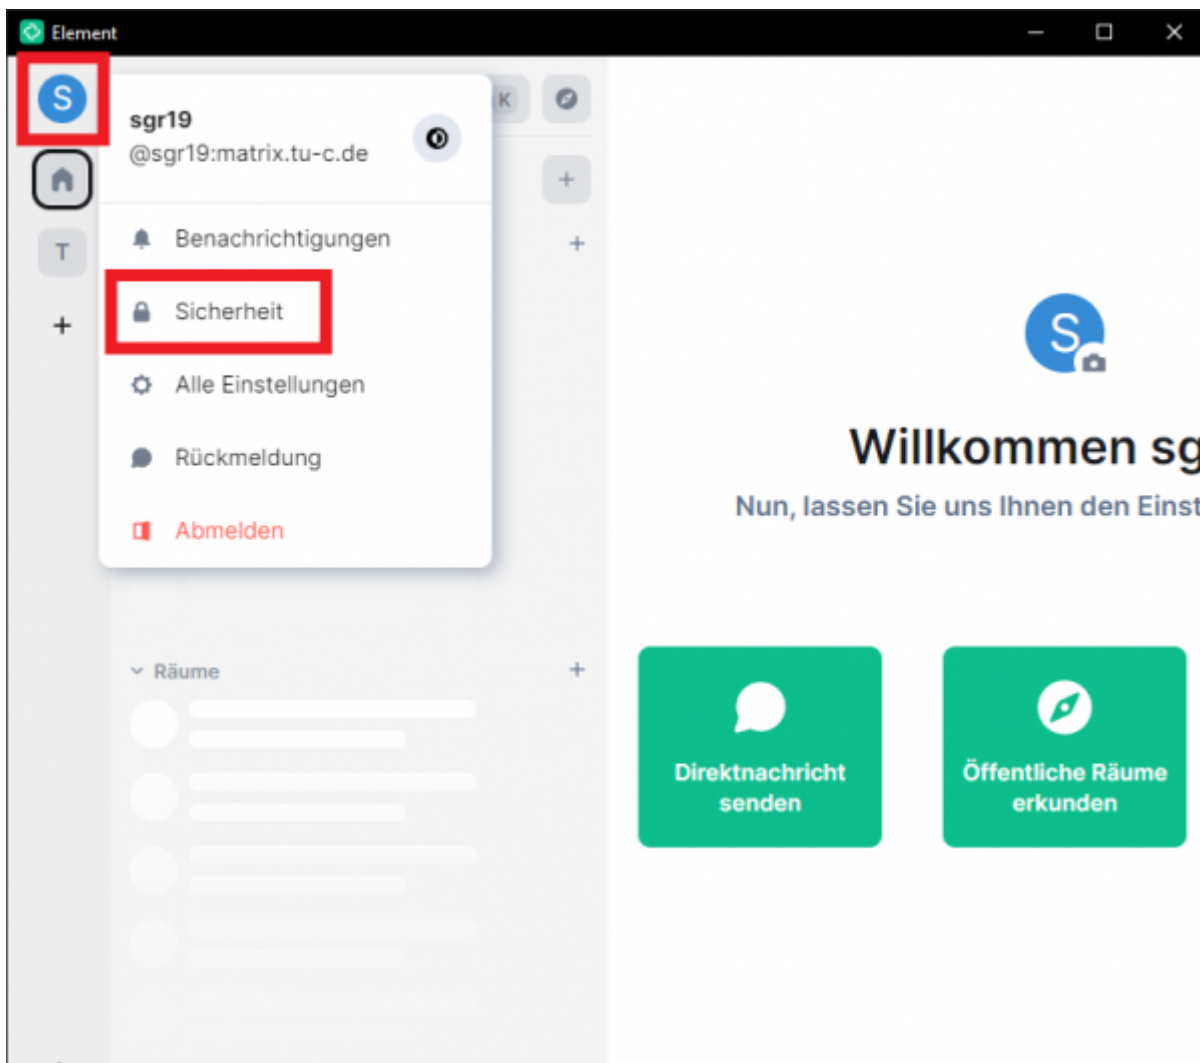 Element
S
sgr19
@sgr19:matrix.tu-c.de
K
T
Benachrichtigungen
Sicherheit
Alle Einstellungen
Rückmeldung
Abmelden
Räume
S
Willkommen sg
Nun, lassen Sie uns Ihnen den Einst
Direktnachricht
senden
Öffentliche Räume
erkunden